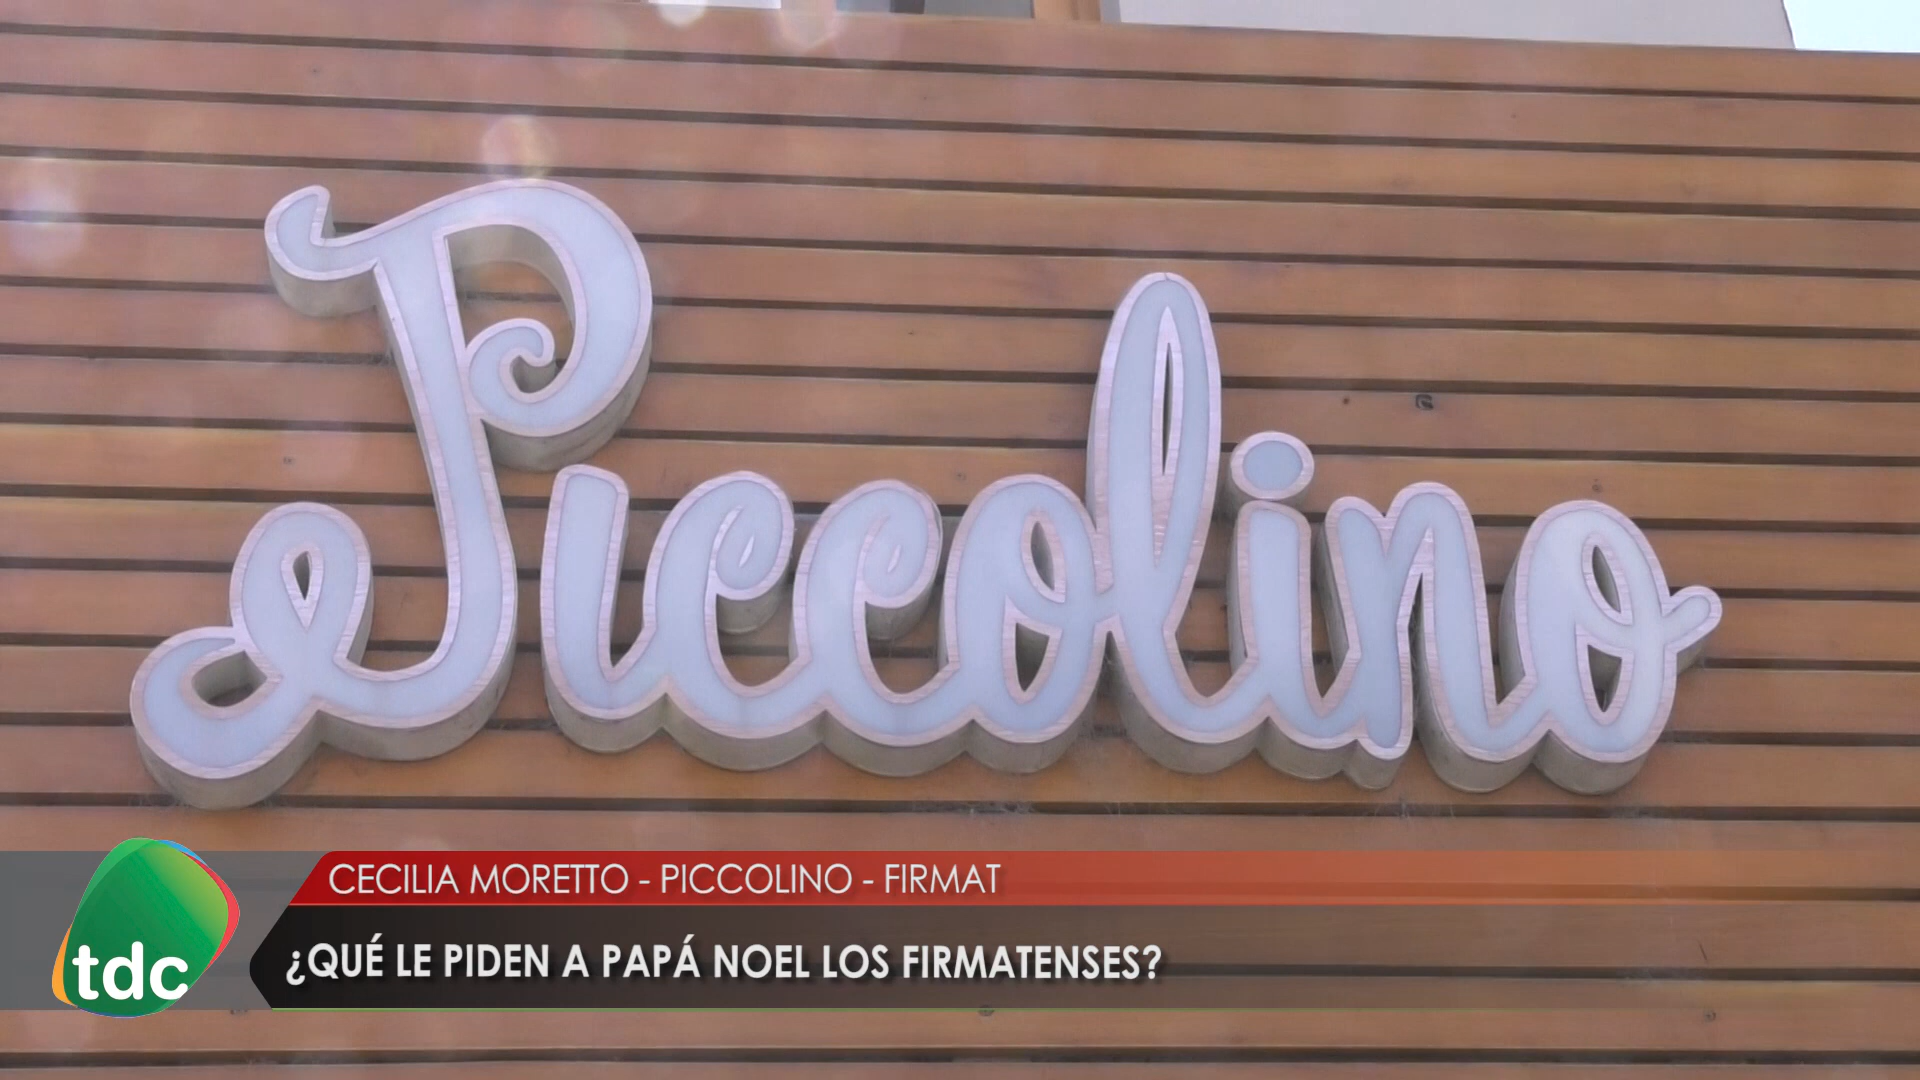 Piccolino
CECILIA MORETTO - PICCOLINO - FIRMAT
¿QUÉ LE PIDEN A PAPÁ NOEL LOS FIRMATENSES?
tdc